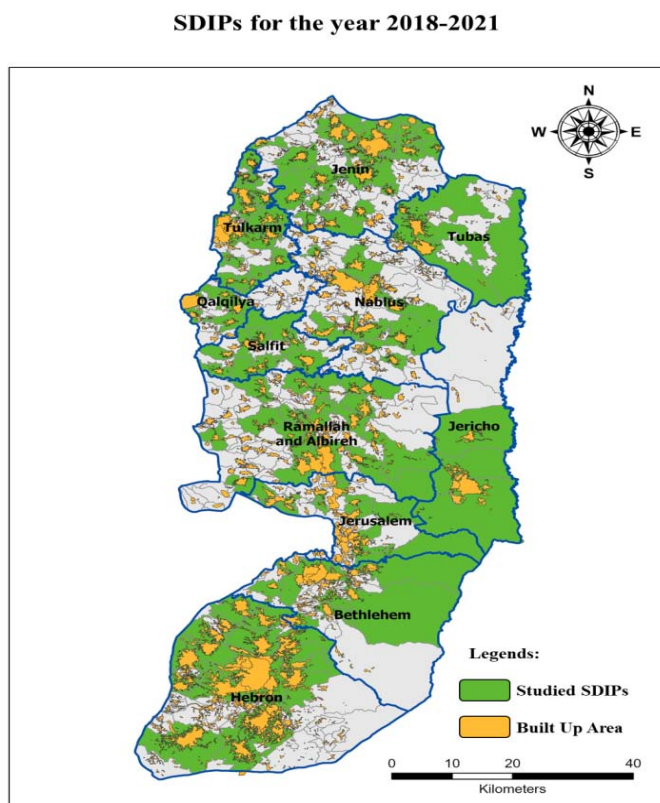 SDIPs for the year 2018-2021
N
W E
S
Jenin
Tulkarm
Tubas
Qalqilya
Nablus
Salfit
Ramallah
and Albireh
Jericho
Jerusalem
Bethlehem
Hebron
Legends:
Studied SDIPs
Built Up Area
0 10 20 40
Kilometers